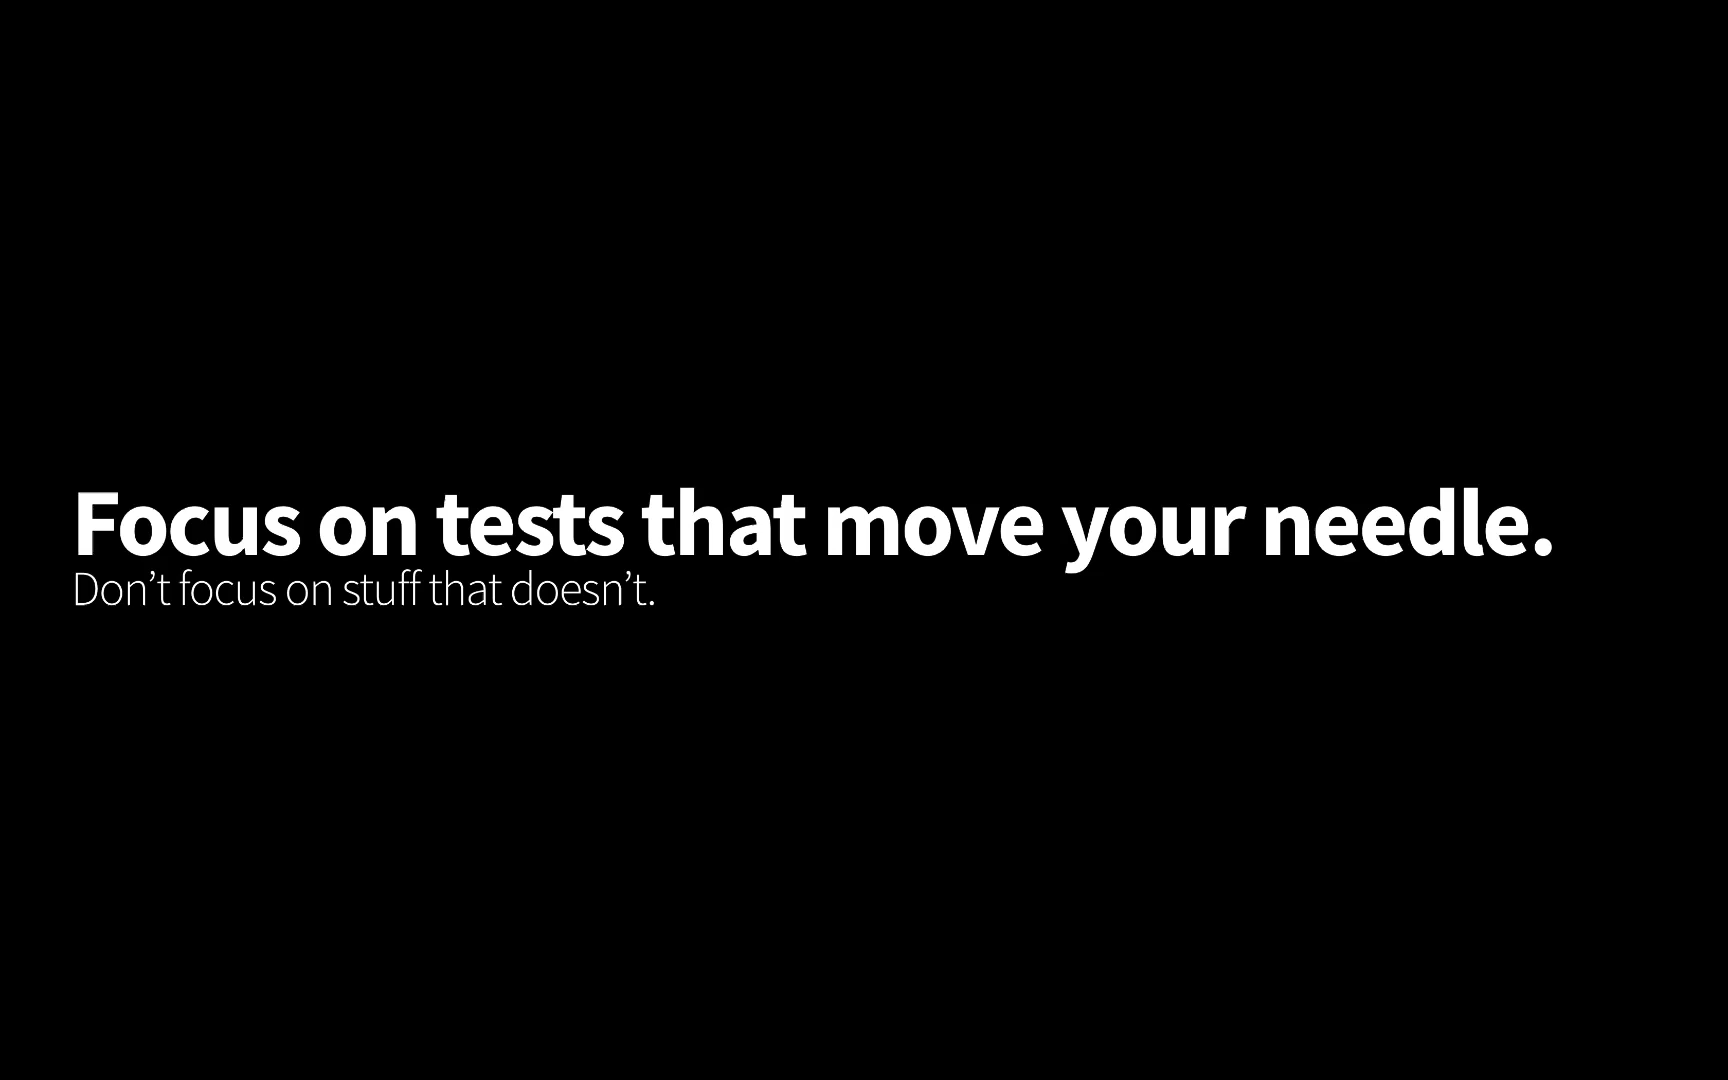 Focus on tests that move your needle.
Don’t focus on stuff that doesn’t.